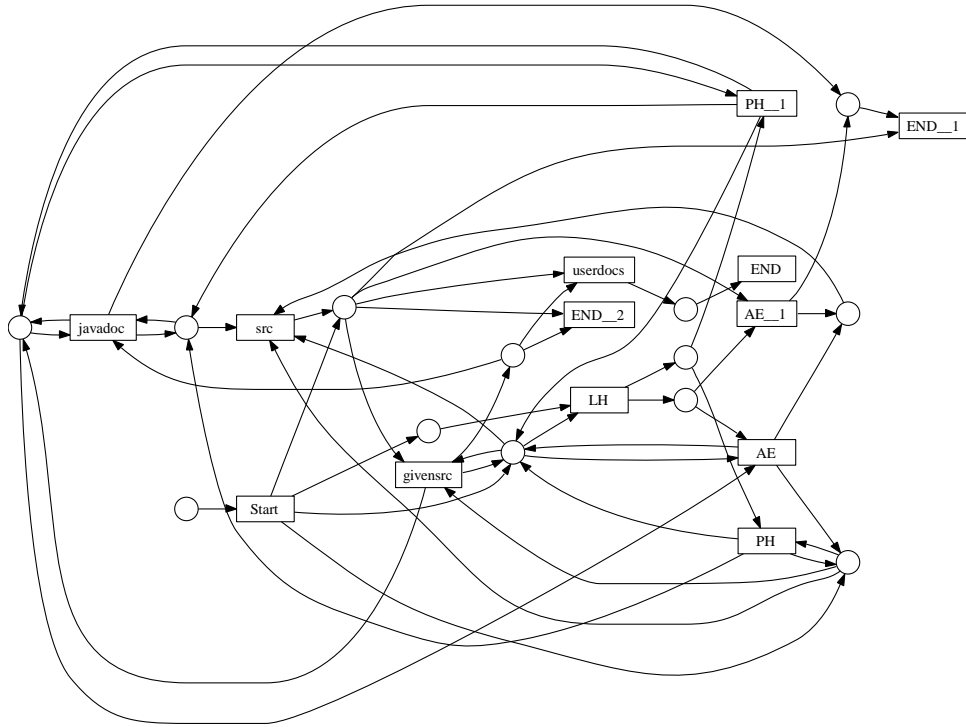 PH__1
END__1
userdocs
END
javadoc
src
END__2
AE__1
LH
givensrc
AE
Start
PH